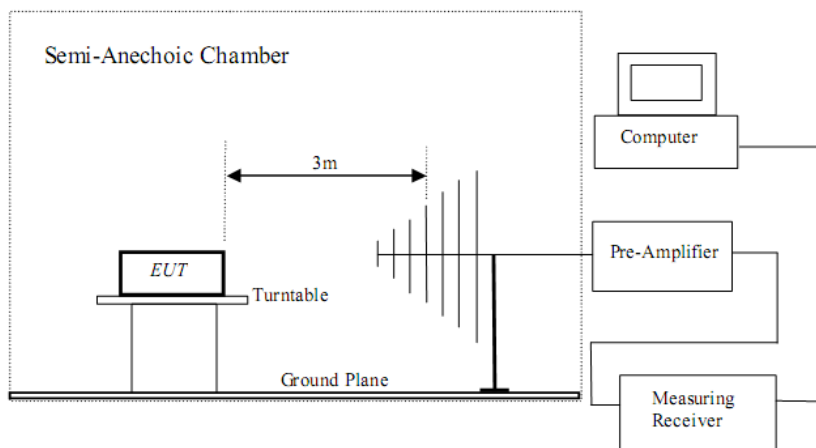 Semi-Anechoic Chamber
Computer
3m
Pre-Amplifier
EUT
Turntable
Ground Plane
Measuring
Receiver